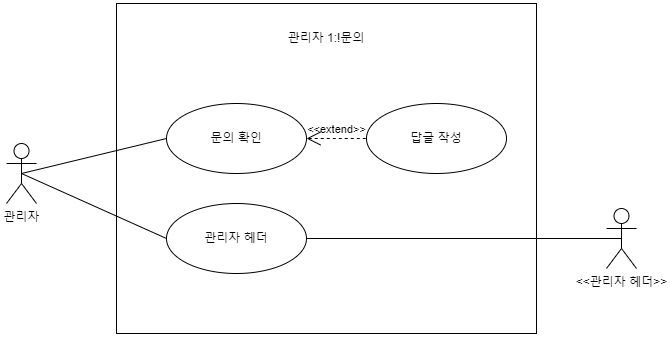 관리자 1:!문의
문의 확인
<<extend>>
답글 작성
관리자
관리자 헤더
<<관리자 헤더>>